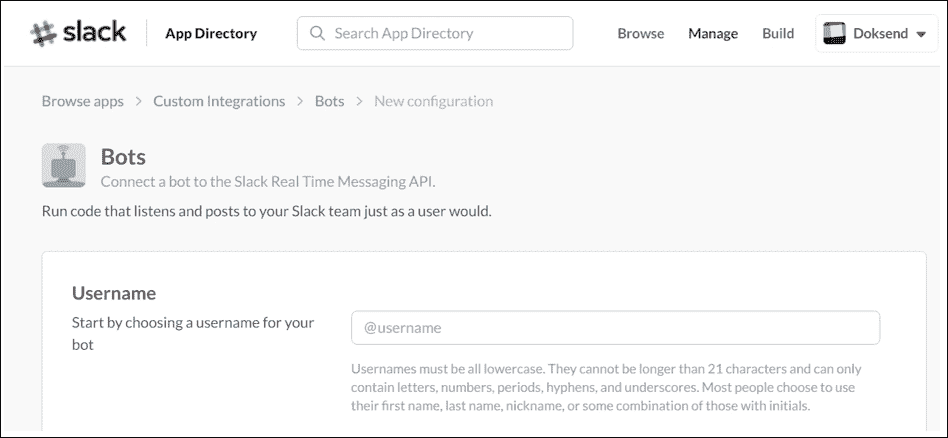 slack App Directory Search App Directory Browse Manage Build Doksend
Browse apps > Custom Integrations > Bots > New configuration
Bots
Connect a bot to the Slack Real Time Messaging API.
Run code that listens and posts to your Slack team just as a user would.
Username
Start by choosing a username for your
bot
@username
Usernames must be all lowercase. They cannot be longer than 21 characters and can only
contain letters, numbers, periods, hyphens, and underscores. Most people choose to use
their first name, last name, nickname, or some combination of those with initials.